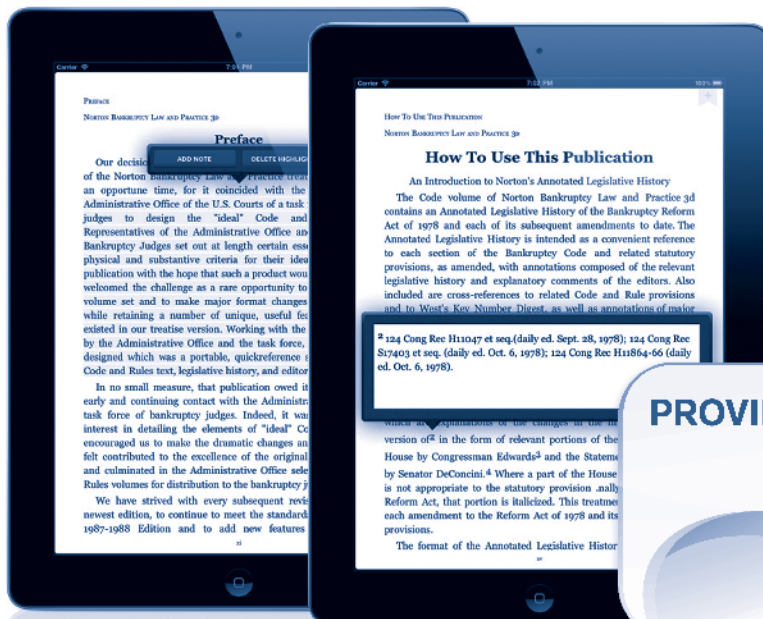 Carrier
7:01 PM
PREFACE
NORTON BANKRUPTCY LAW AND PRACTICE 3D
Preface
ADD NOTE
DELETE HIGHLIGH
Our decisio
of the Norton Bankruptcy Law and Practice treat
an opportune time, for it coincided with the
Administrative Office of the U.S. Courts of a task
judges to design the "ideal" Code and
Representatives of the Administrative Office and
Bankruptcy Judges set out at length certain esse
physical and substantive criteria for their idea
publication with the hope that such a product woul
welcomed the challenge as a rare opportunity to
volume set and to make major format changes
while retaining a number of unique, useful fea
existed in our treatise version. Working with the
by the Administrative Office and the task force,
designed which was a portable, quickreference s
Code and Rules text, legislative history, and editor
In no small measure, that publication owed it
early and continuing contact with the Administra
task force of bankruptcy judges. Indeed, it was
interest in detailing the elements of "ideal" Co
encouraged us to make the dramatic changes an
felt contributed to the excellence of the original
and culminated in the Administrative Office sele
Rules volumes for distribution to the bankruptcy j
We have strived with every subsequent revis
newest edition, to continue to meet the standards
1987-1988 Edition and to add new features
xi
Carrier
7:02 PM
100%
HOW TO USE THIS PUBLICATION
NORTON BANKRUPTCY LAW AND PRACTICE 3D
How To Use This Publication
An Introduction to Norton's Annotated Legislative History
The Code volume of Norton Bankruptcy Law and Practice 3d
contains an Annotated Legislative History of the Bankruptcy Reform
Act of 1978 and each of its subsequent amendments to date. The
Annotated Legislative History is intended as a convenient reference
to each section of the Bankruptcy Code and related statutory
provisions, as amended, with annotations composed of the relevant
legislative history and explanatory comments of the editors. Also
included are cross-references to related Code and Rule provisions
and to West's Key Number Digest, as well as annotations of major
2 124 Cong Rec H11047 et seq.(daily ed. Sept. 28, 1978); 124 Cong Rec
S17403 et seq. (daily ed. Oct. 6, 1978); 124 Cong Rec H11864-66 (daily
ed. Oct. 6, 1978).
which are explanations of the changes in the
version of2 in the form of relevant portions of the
House by Congressman Edwards3 and the Stateme
by Senator DeConcini.4 Where a part of the House
is not appropriate to the statutory provision .nally
Reform Act, that portion is italicized. This treatmen
each amendment to the Reform Act of 1978 and its
provisions.
The format of the Annotated Legislative Histor
PROVI